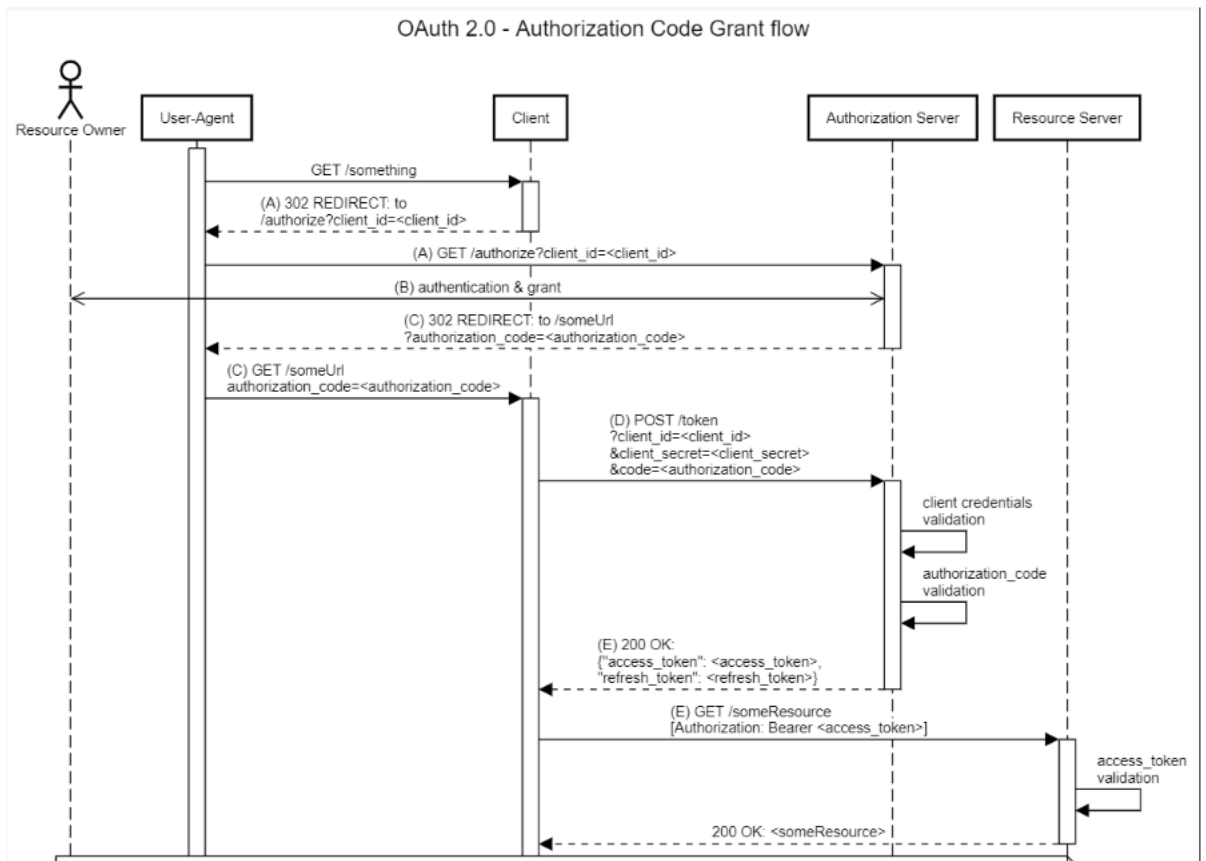 OAuth 2.0 - Authorization Code Grant flow
Resource Owner
User-Agent
Client
Authorization Server
Resource Server
GET /something
(A) 302 REDIRECT: to
/authorize?client_id=<client_id>
(A) GET /authorize?client_id=<client_id>
(B) authentication & grant
(C) 302 REDIRECT: to /someUrl
?authorization_code=<authorization_code>
(C) GET /someUrl
authorization_code=<authorization_code>
(D) POST /token
?client_id=<client_id>
&client_secret=<client_secret>
&code=<authorization_code>
client credentials
validation
authorization_code
validation
(E) 200 OK:
{"access_token": <access_token>,
"refresh_token": <refresh_token>}
(E) GET /someResource
[Authorization: Bearer <access_token>]
access_token
validation
200 OK: <someResource>